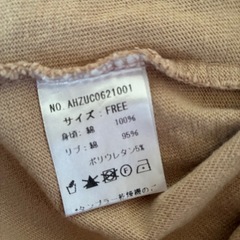 NO. AHZUC0621001
サイズ: FREE
身頃: 綿 100%
リブ: 綿 95%
ポリウレタン5%